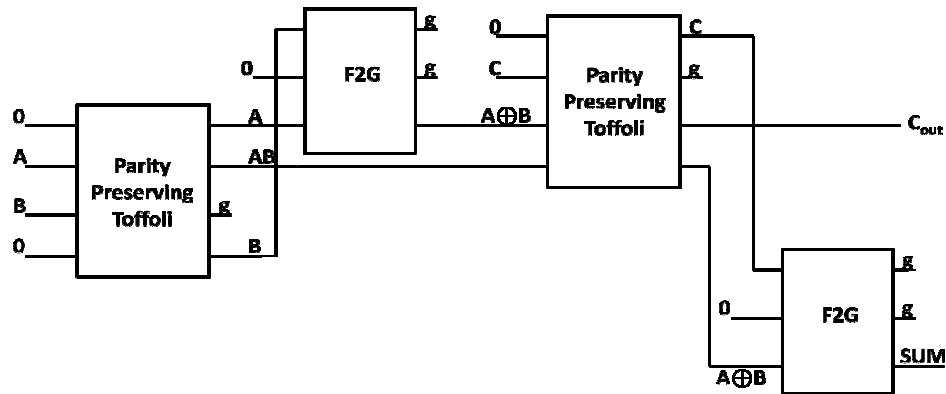 0
A
B
0
Parity
Preserving
Toffoli
A
AB
g
B
0
F2G
g
g
0
C
A⊕B
Parity
Preserving
Toffoli
C
g
Cout
0
A⊕B
F2G
g
g
SUM